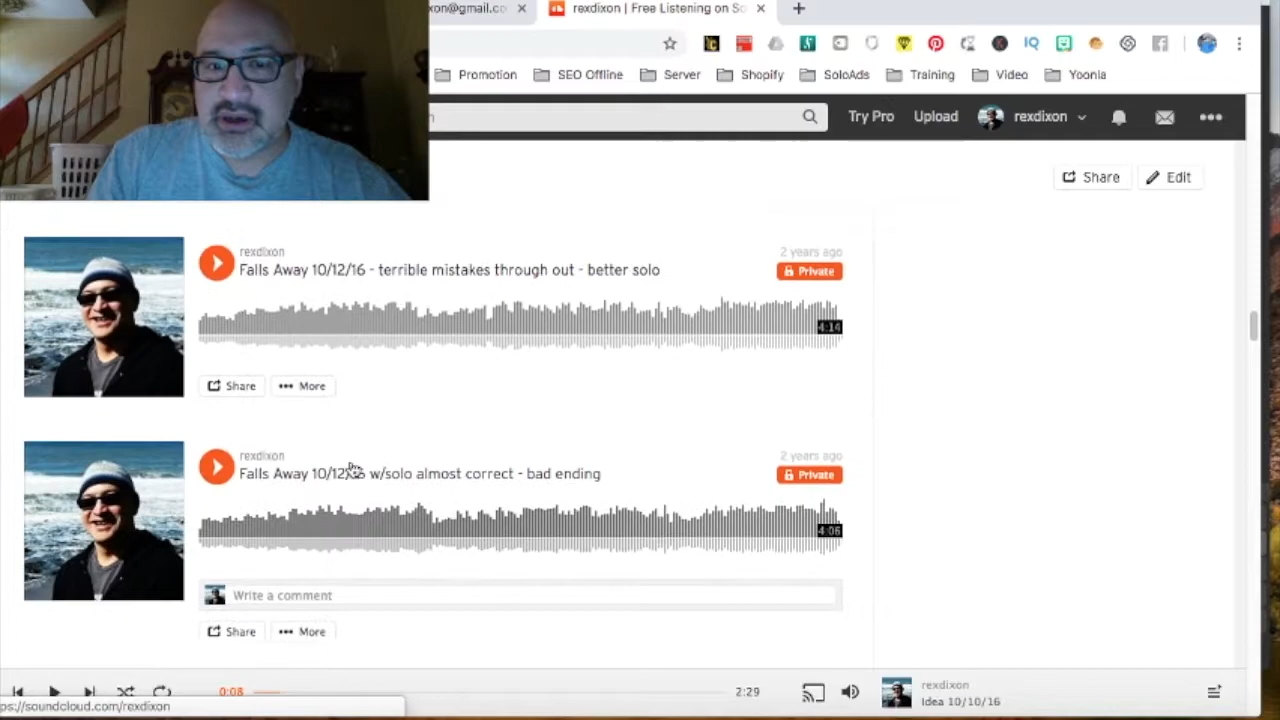 xon@gmail.co
rexdixon | Free Listening on So
Promotion
SEO Offline
Server
Shopify
SoloAds
Training
Video
Yoonla
Try Pro
Upload
rexdixon
Share
Edit
rexdixon
2 years ago
Falls Away 10/12/16 - terrible mistakes through out - better solo
Private
4:14
Share
More
rexdixon
2 years ago
Falls Away w/solo almost correct - bad ending
Private
4:06
Write a comment
Share
More
0:08
2:29
rexdixon
Idea 10/10/16
ps://soundcloud.com/rexdixon